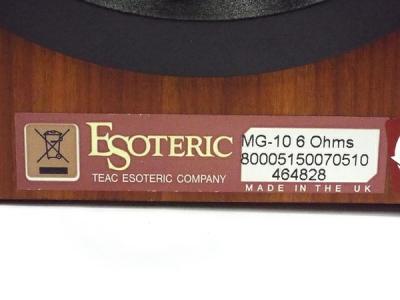 ESOTERIC
TEAC ESOTERIC COMPANY
MG-10 6 Ohms
80005150070510
464828
MADE IN THE UK